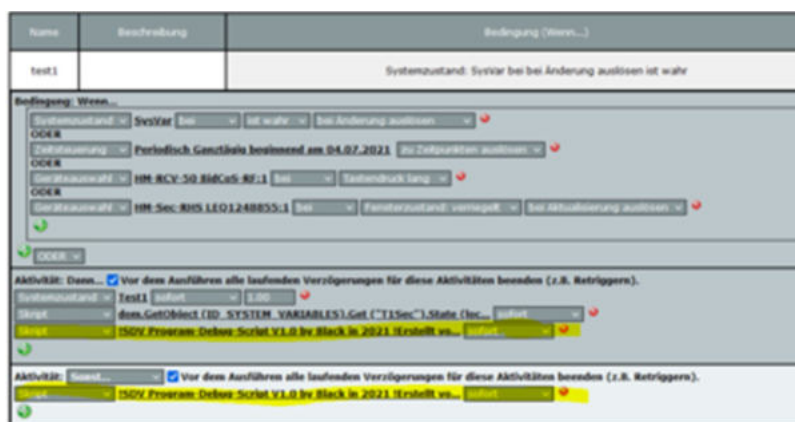 Name Beschreibung Bedingung (Wenn...)
test1 Systemzustand: SysVar bei bei Änderung auslösen ist wahr
Bedingung: Wenn...
Systemzustand SysVar bei ist wahr bei Änderung auslösen
ODER
Zeitsteuerung Periodisch Ganztägig beginnend am 04.07.2021 zu Zeitpunkten auslösen
ODER
Geräteauswahl HM-RCV-50 BidCoS-RF:1 bei Tastendruck lang
ODER
Geräteauswahl HM-Sec-RHS LEQ1248855:1 bei Fensterzustand: verriegelt bei Aktualisierung auslösen
ODER
Aktivität: Dann... Vor dem Ausführen alle laufenden Verzögerungen für diese Aktivitäten beenden (z.B. Retriggern).
Systemzustand Test1 sofort 1.00
Skript dom.GetObject (ID_SYSTEM_VARIABLES).Get ("T1Sec").State (loc... sofort
Skript !SDV Program-Debug-Script V1.0 by Black in 2021 !Erstellt vo... sofort
Aktivität: Sonst... Vor dem Ausführen alle laufenden Verzögerungen für diese Aktivitäten beenden (z.B. Retriggern).
Skript !SDV Program-Debug-Script V1.0 by Black in 2021 !Erstellt vo... sofort